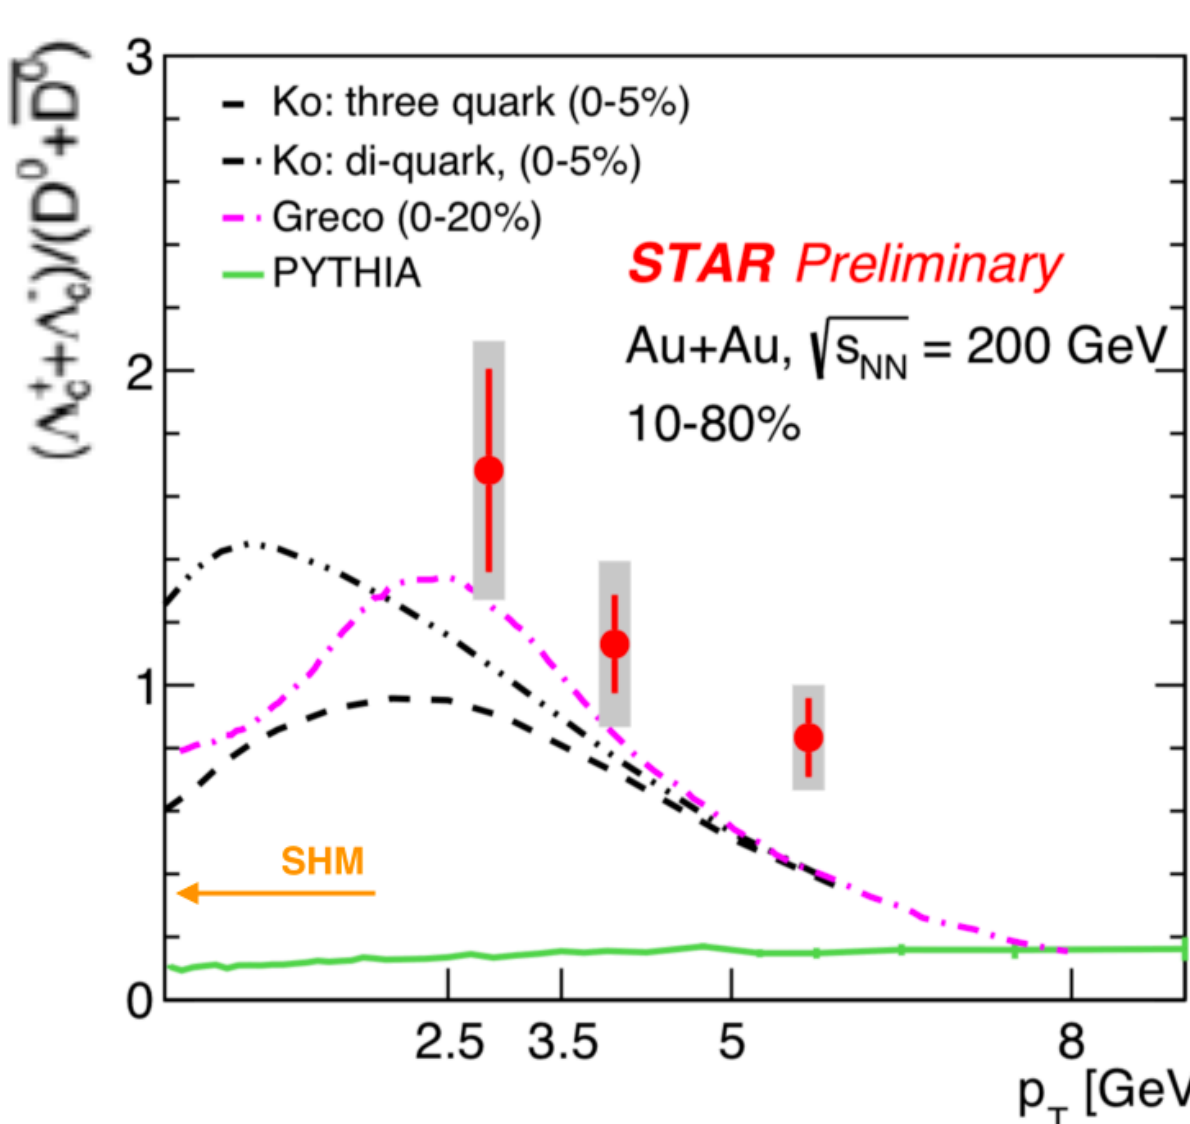 (Λc⁺+Λc⁻)/(D⁰+D̅⁰)
3
Ko: three quark (0-5%)
Ko: di-quark, (0-5%)
Greco (0-20%)
PYTHIA
STAR Preliminary
Au+Au, √sNN = 200 GeV
10-80%
2
1
SHM
0
2.5 3.5 5 8
pT [GeV